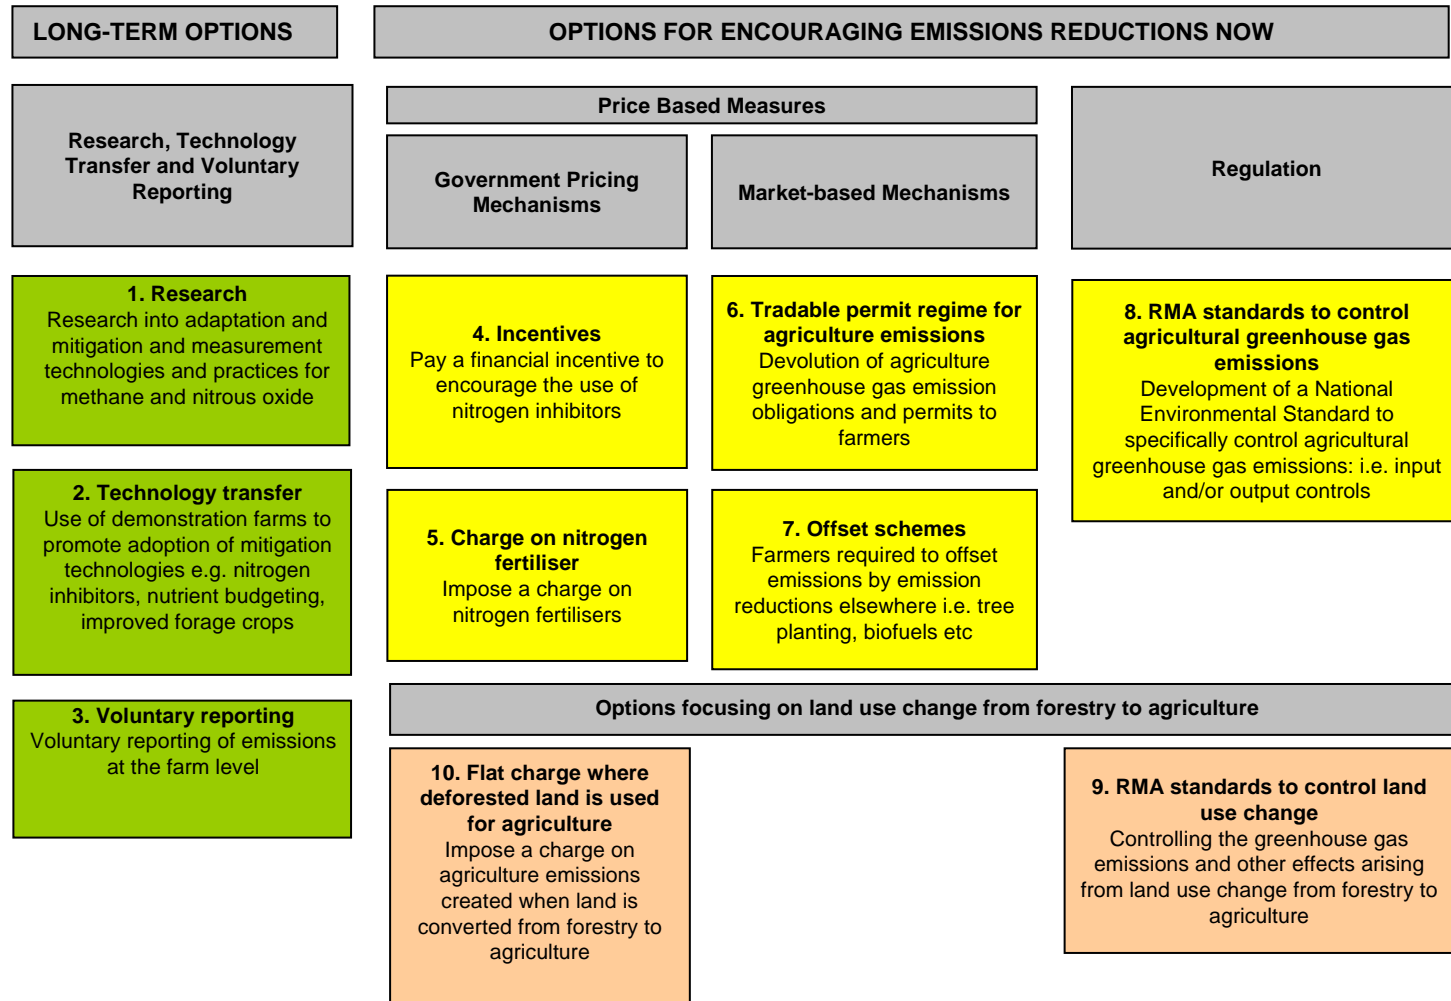 LONG-TERM OPTIONS
OPTIONS FOR ENCOURAGING EMISSIONS REDUCTIONS NOW
Research, Technology
Transfer and Voluntary
Reporting
Price Based Measures
Government Pricing
Mechanisms
Market-based Mechanisms
Regulation
1. Research
Research into adaptation and
mitigation and measurement
technologies and practices for
methane and nitrous oxide
2. Technology transfer
Use of demonstration farms to
promote adoption of mitigation
technologies e.g. nitrogen
inhibitors, nutrient budgeting,
improved forage crops
3. Voluntary reporting
Voluntary reporting of emissions
at the farm level
4. Incentives
Pay a financial incentive to
encourage the use of
nitrogen inhibitors
5. Charge on nitrogen
fertiliser
Impose a charge on
nitrogen fertilisers
6. Tradable permit regime for
agriculture emissions
Devolution of agriculture
greenhouse gas emission
obligations and permits to
farmers
7. Offset schemes
Farmers required to offset
emissions by emission
reductions elsewhere i.e. tree
planting, biofuels etc
8. RMA standards to control
agricultural greenhouse gas
emissions
Development of a National
Environmental Standard to
specifically control agricultural
greenhouse gas emissions: i.e. input
and/or output controls
Options focusing on land use change from forestry to agriculture
10. Flat charge where
deforested land is used
for agriculture
Impose a charge on
agriculture emissions
created when land is
converted from forestry to
agriculture
9. RMA standards to control land
use change
Controlling the greenhouse gas
emissions and other effects arising
from land use change from forestry to
agriculture